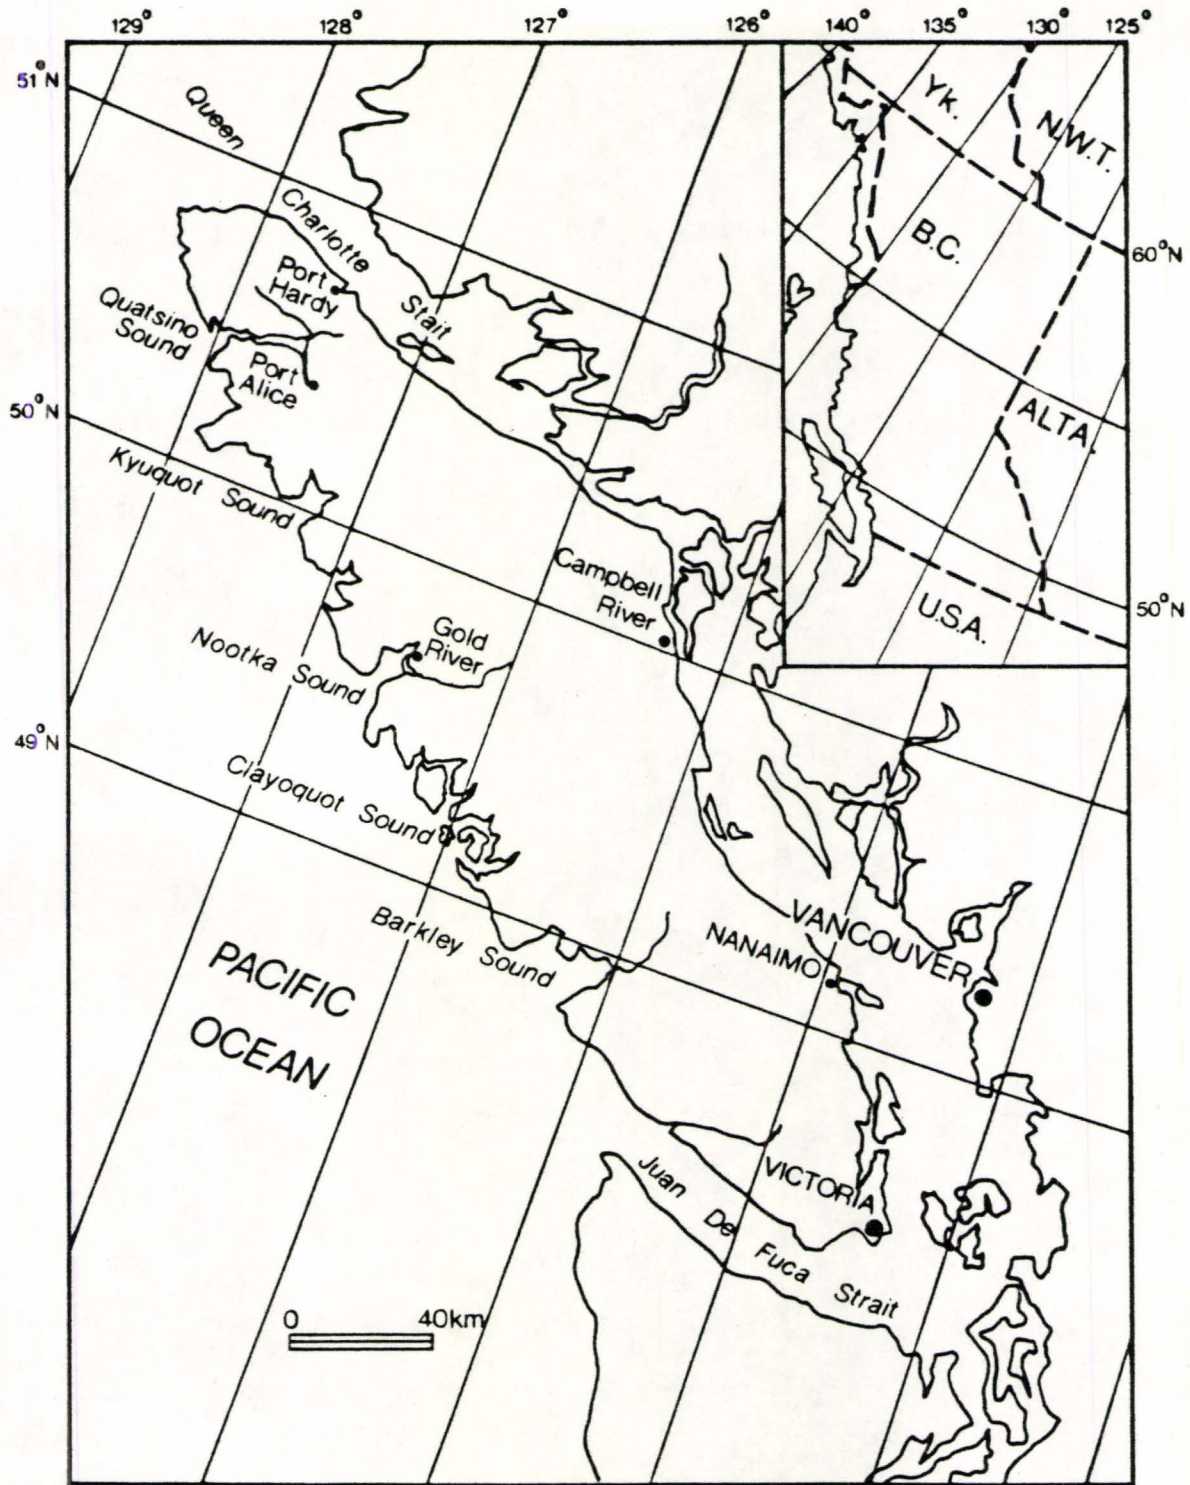 129°
128°
127°
126°
140°
135°
130°
125°
51°N
50°N
49°N
60°N
50°N
Queen
Charlotte
Stait
Port
Hardy
Quatsino
Sound
Port
Alice
Kyuquot Sound
Campbell
River
Gold
River
Nootka Sound
Clayoquot Sound
Barkley Sound
PACIFIC
OCEAN
VANCOUVER
NANAIMO
VICTORIA
Juan De Fuca Strait
0 40km
Yk.
N.W.T.
B.C.
ALTA.
U.S.A.